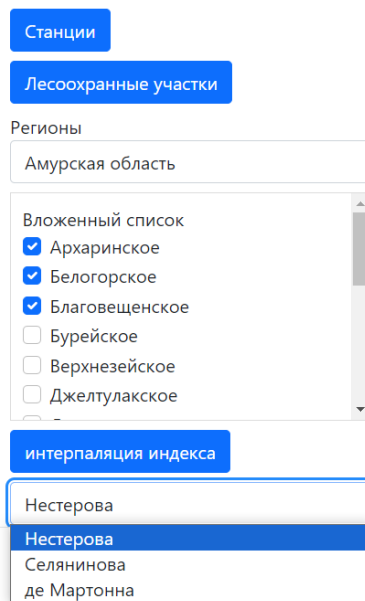 Станции
Лесоохранные участки
Регионы
Амурская область
Вложенный список
Архаринское
Белогорское
Благовещенское
Бурейское
Верхнезейское
Джелтулакское
интерпаляция индекса
Нестерова
Нестерова
Селянинова
де Мартонна